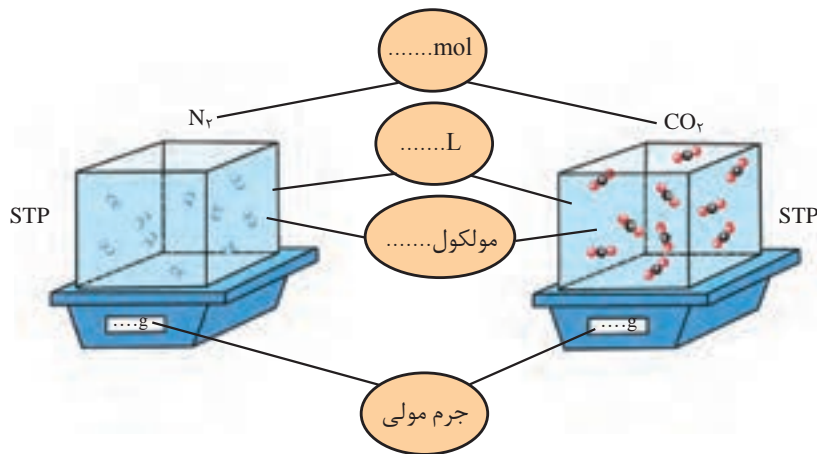 .......mol
N۲
CO۲
.......L
STP
STP
مولکول.......
....g
....g
جرم مولی